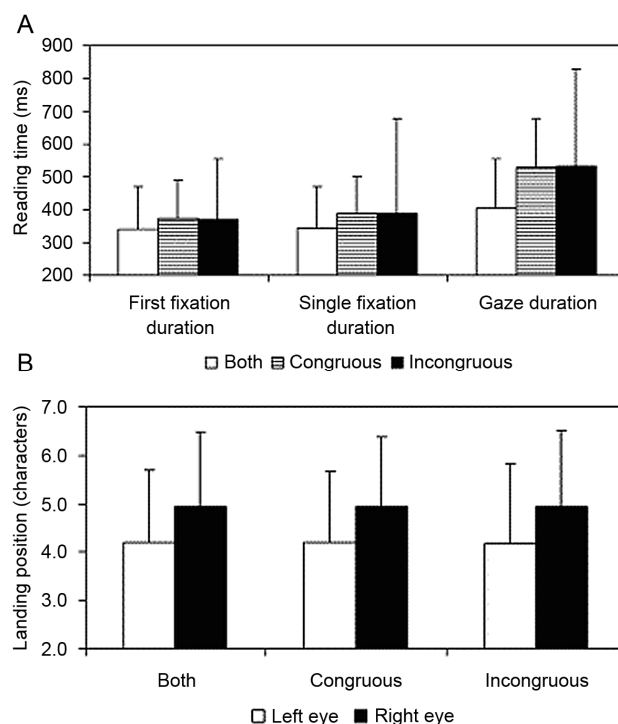 A
Reading time (ms)
900
800
700
600
500
400
300
200
First fixation duration
Single fixation duration
Gaze duration
Both Congruous Incongruous
B
Landing position (characters)
7.0
6.0
5.0
4.0
3.0
2.0
Both Congruous Incongruous
Left eye Right eye